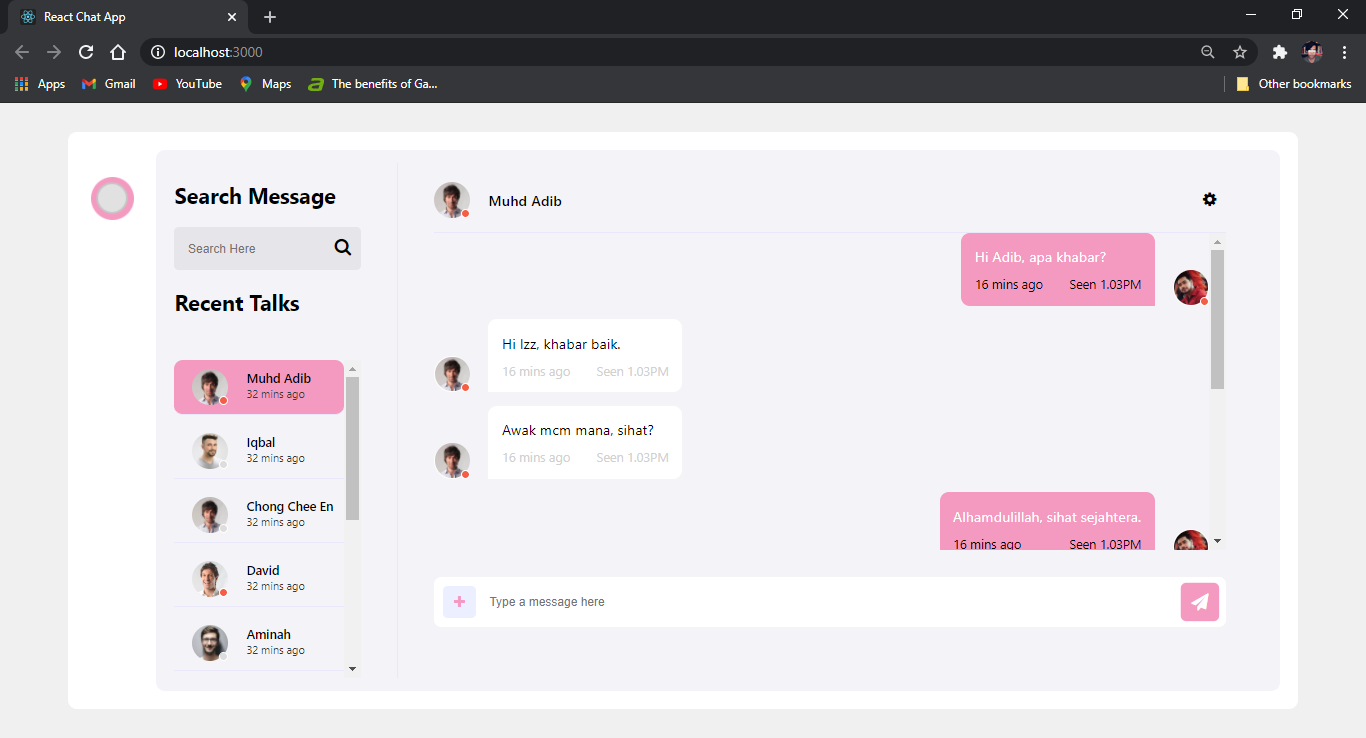 React Chat App
localhost:3000
Apps
Gmail
YouTube
Maps
The benefits of Ga...
Other bookmarks
Search Message
Search Here
Recent Talks
Muhd Adib
32 mins ago
Iqbal
32 mins ago
Chong Chee En
32 mins ago
David
32 mins ago
Aminah
32 mins ago
Muhd Adib
Hi Adib, apa khabar?
16 mins ago Seen 1.03PM
Hi Izz, khabar baik.
16 mins ago Seen 1.03PM
Awak mcm mana, sihat?
16 mins ago Seen 1.03PM
Alhamdulillah, sihat sejahtera.
16 mins ago Seen 1.03PM
Type a message here